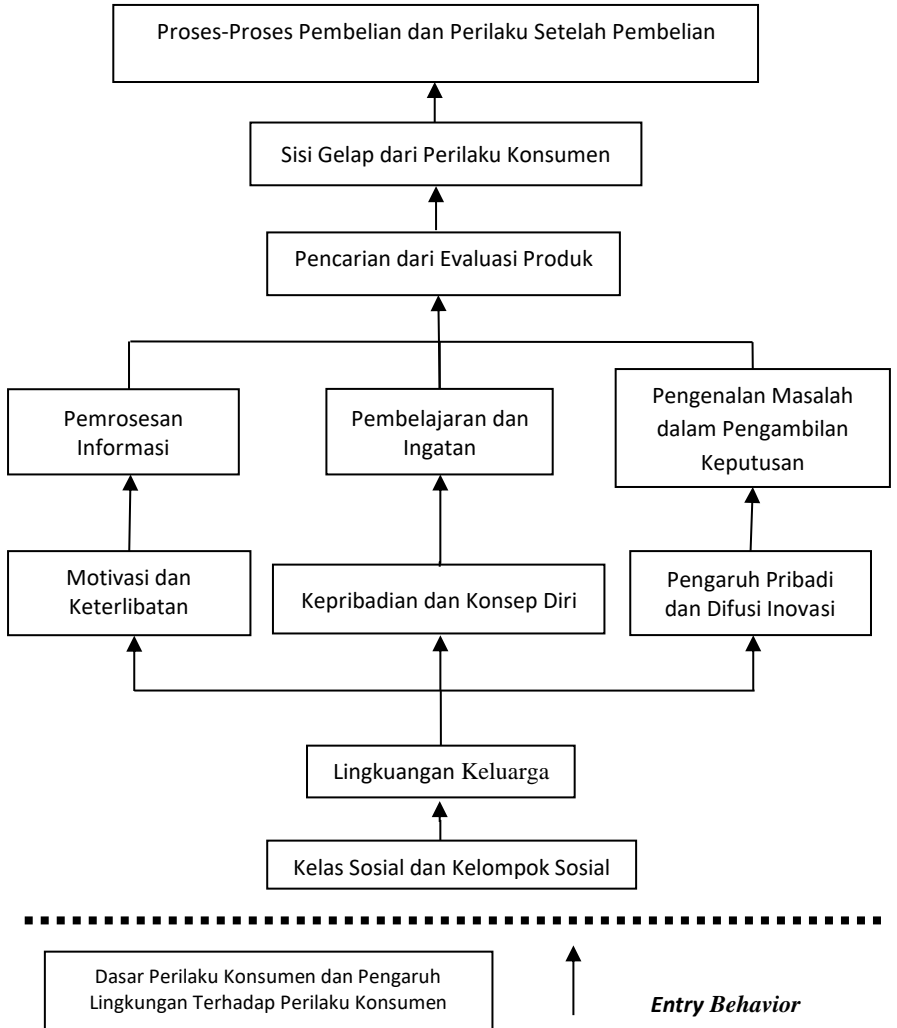 Proses-Proses Pembelian dan Perilaku Setelah Pembelian
Sisi Gelap dari Perilaku Konsumen
Pencarian dari Evaluasi Produk
Pemrosesan
Informasi
Pembelajaran dan
Ingatan
Pengenalan Masalah
dalam Pengambilan
Keputusan
Motivasi dan
Keterlibatan
Kepribadian dan Konsep Diri
Pengaruh Pribadi
dan Difusi Inovasi
Lingkuangan Keluarga
Kelas Sosial dan Kelompok Sosial
Dasar Perilaku Konsumen dan Pengaruh
Lingkungan Terhadap Perilaku Konsumen
Entry Behavior